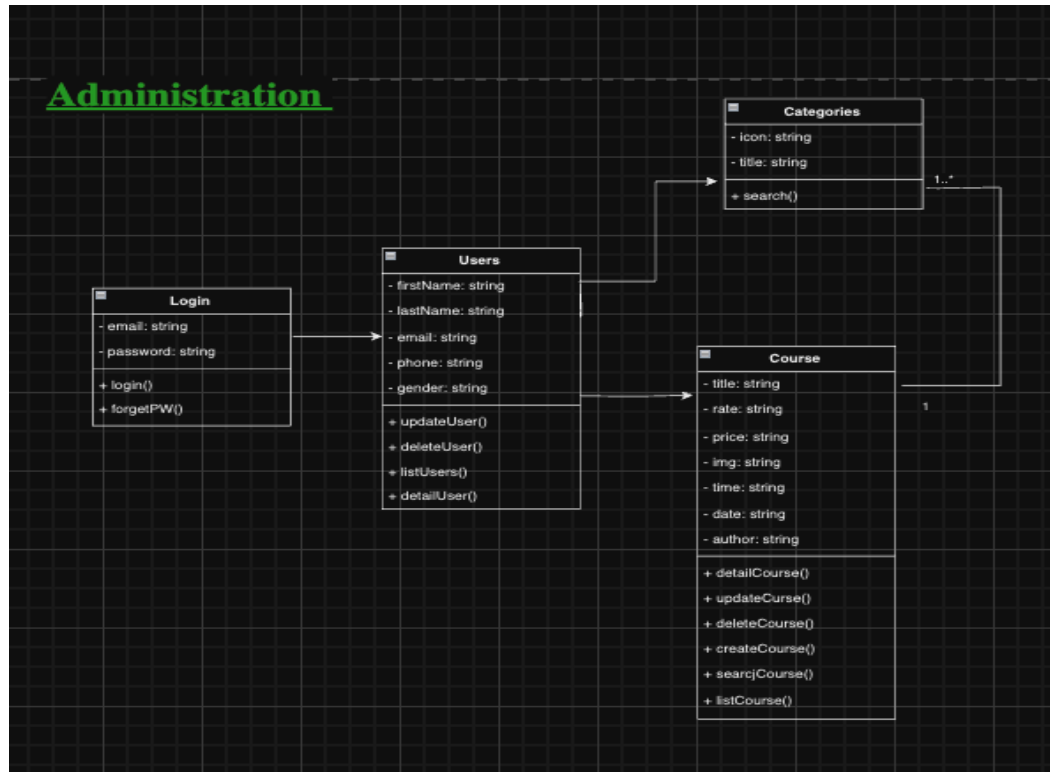 Administration
Categories
- icon: string
- title: string
+ search()
1..*
Users
- firstName: string
- lastName: string
- email: string
- phone: string
- gender: string
+ updateUser()
+ deleteUser()
+ listUsers()
+ detailUser()
Login
- email: string
- password: string
+ login()
+ forgetPW()
Course
- title: string
- rate: string
- price: string
- img: string
- time: string
- date: string
- author: string
+ detailCourse()
+ updateCurse()
+ deleteCourse()
+ createCourse()
+ searcjCourse()
+ listCourse()
1